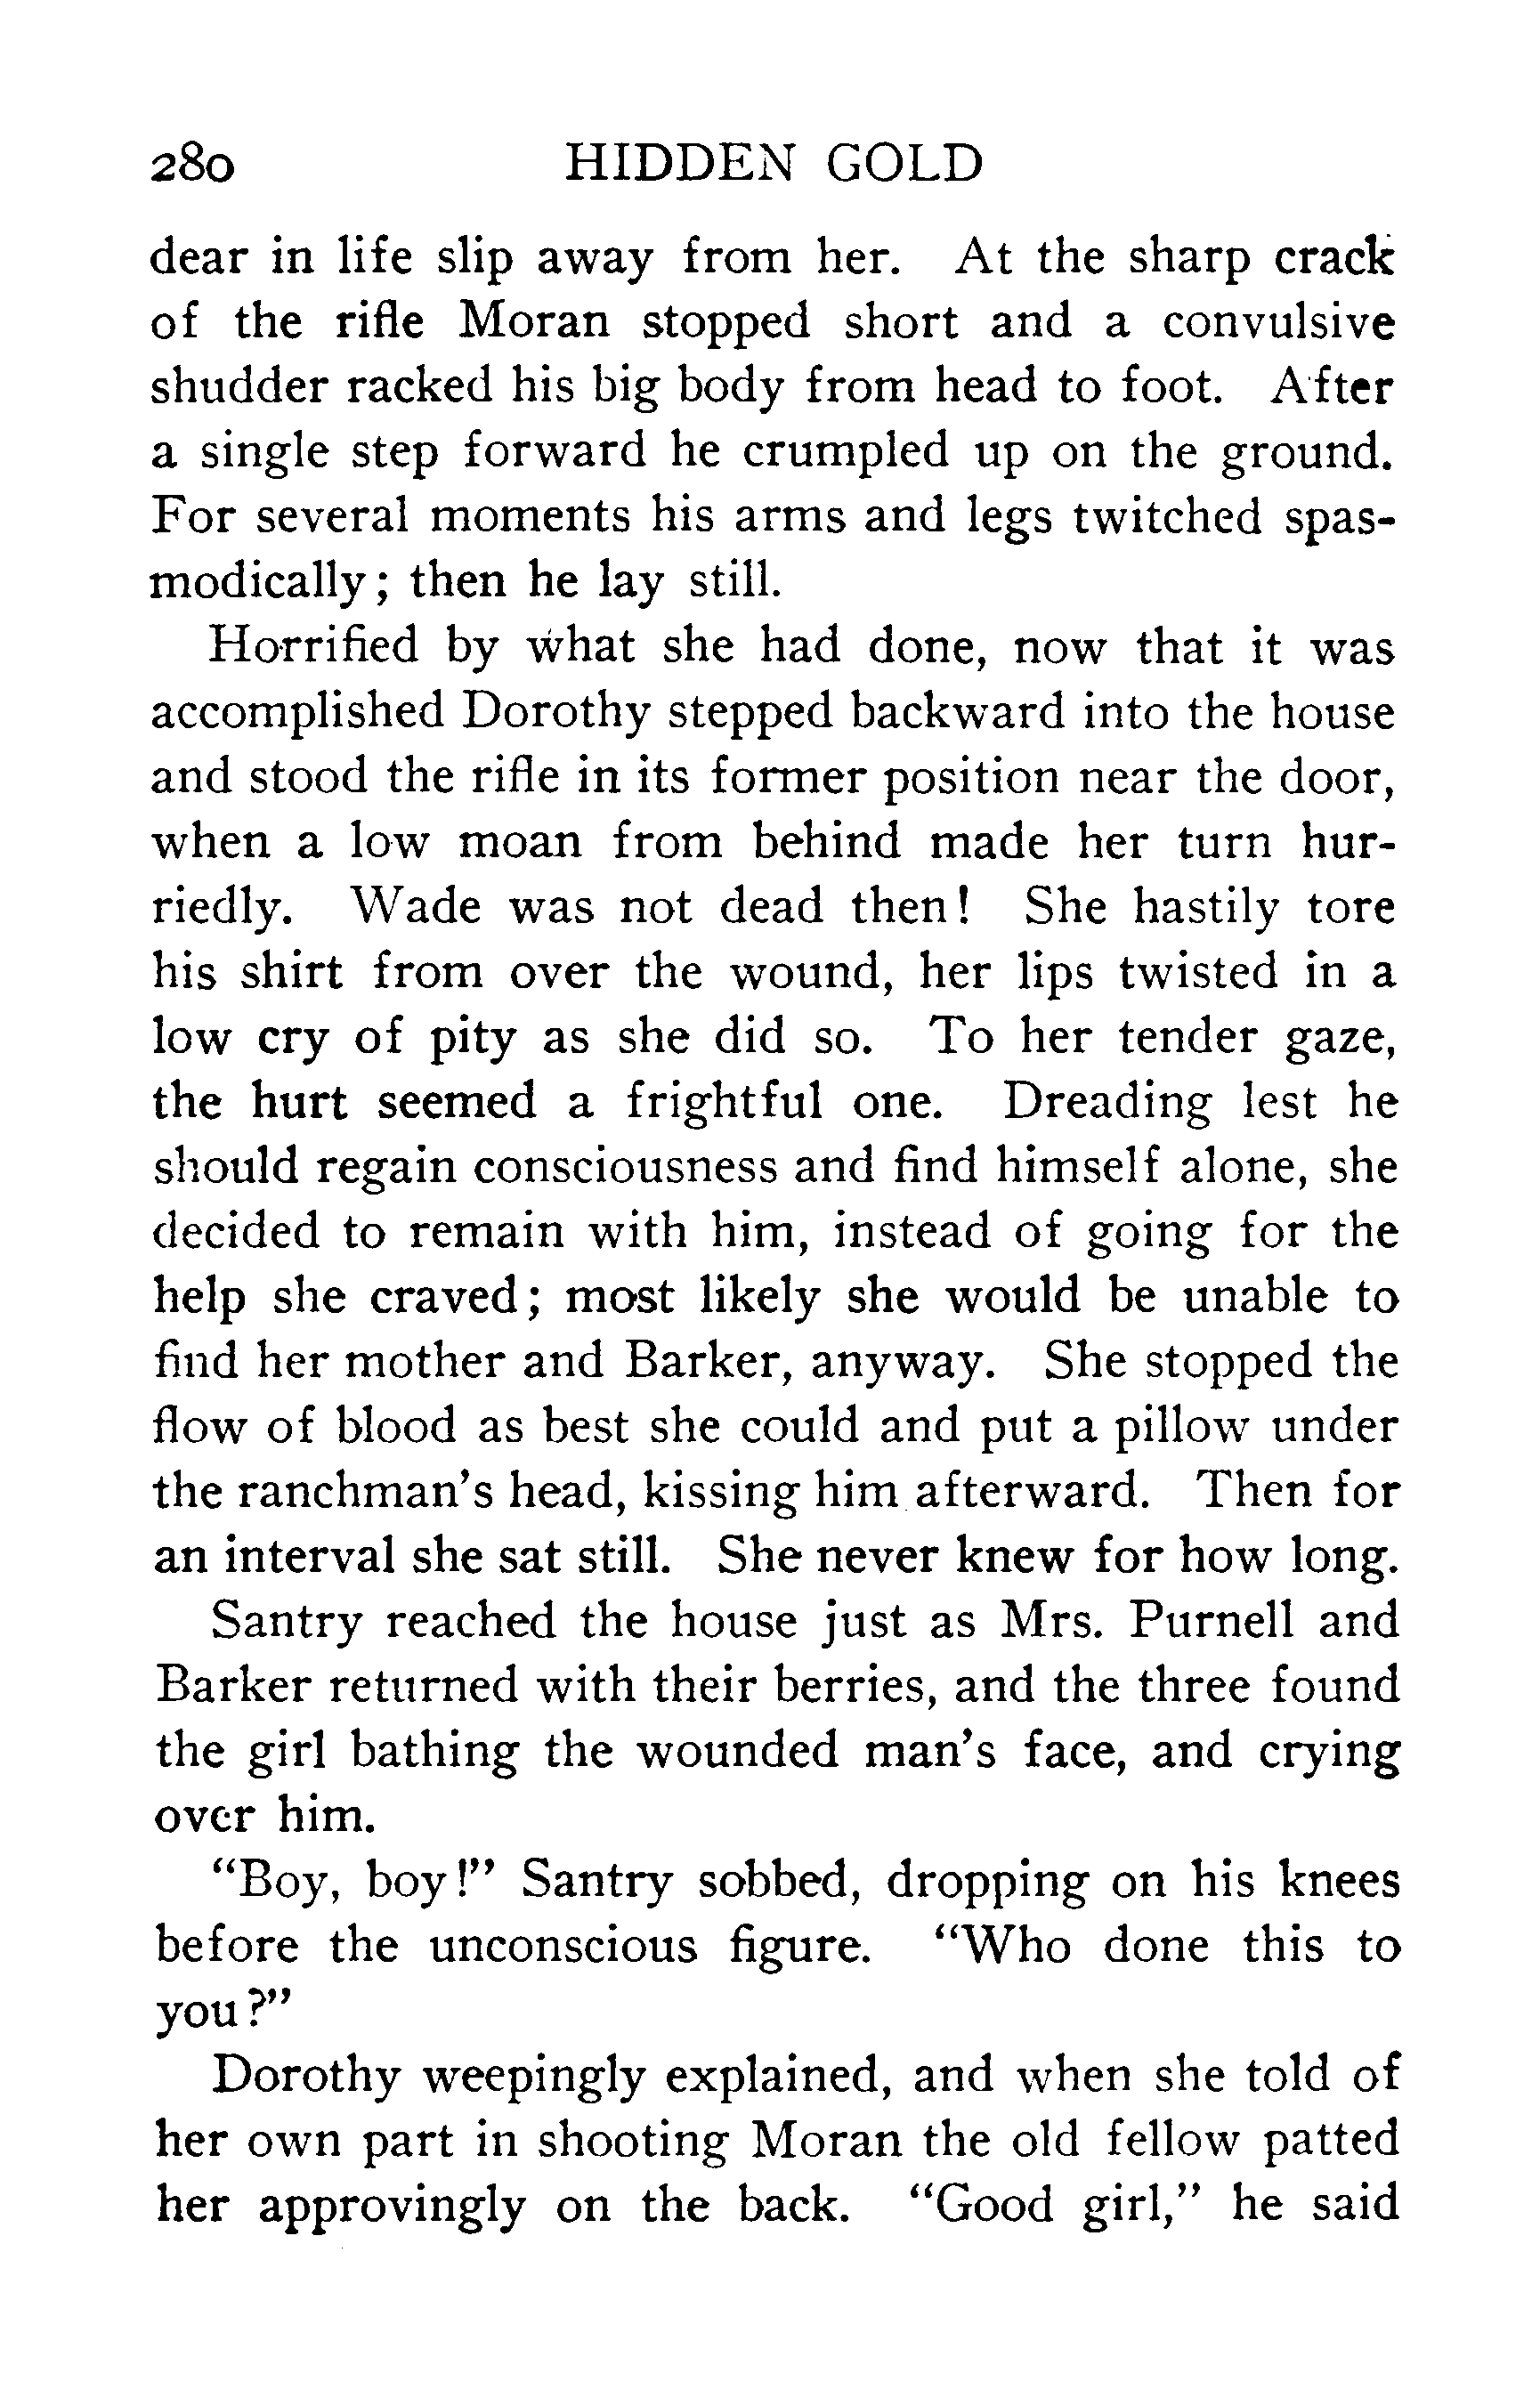 280 HIDDEN GOLD
dear in life slip away from her. At the sharp crack
of the rifle Moran stopped short and a convulsive
shudder racked his big body from head to foot. After
a single step forward he crumpled up on the ground.
For several moments his arms and legs twitched spas-
modically; then he lay still.
Horrified by what she had done, now that it was
accomplished Dorothy stepped backward into the house
and stood the rifle in its former position near the door,
when a low moan from behind made her turn hur-
riedly. Wade was not dead then! She hastily tore
his shirt from over the wound, her lips twisted in a
low cry of pity as she did so. To her tender gaze,
the hurt seemed a frightful one. Dreading lest he
should regain consciousness and find himself alone, she
decided to remain with him, instead of going for the
help she craved; most likely she would be unable to
find her mother and Barker, anyway. She stopped the
flow of blood as best she could and put a pillow under
the ranchman's head, kissing him afterward. Then for
an interval she sat still. She never knew for how long.
Santry reached the house just as Mrs. Purnell and
Barker returned with their berries, and the three found
the girl bathing the wounded man's face, and crying
over him.
"Boy, boy!" Santry sobbed, dropping on his knees
before the unconscious figure. "Who done this to
you?"
Dorothy weepingly explained, and when she told of
her own part in shooting Moran the old fellow patted
her approvingly on the back. "Good girl," he said